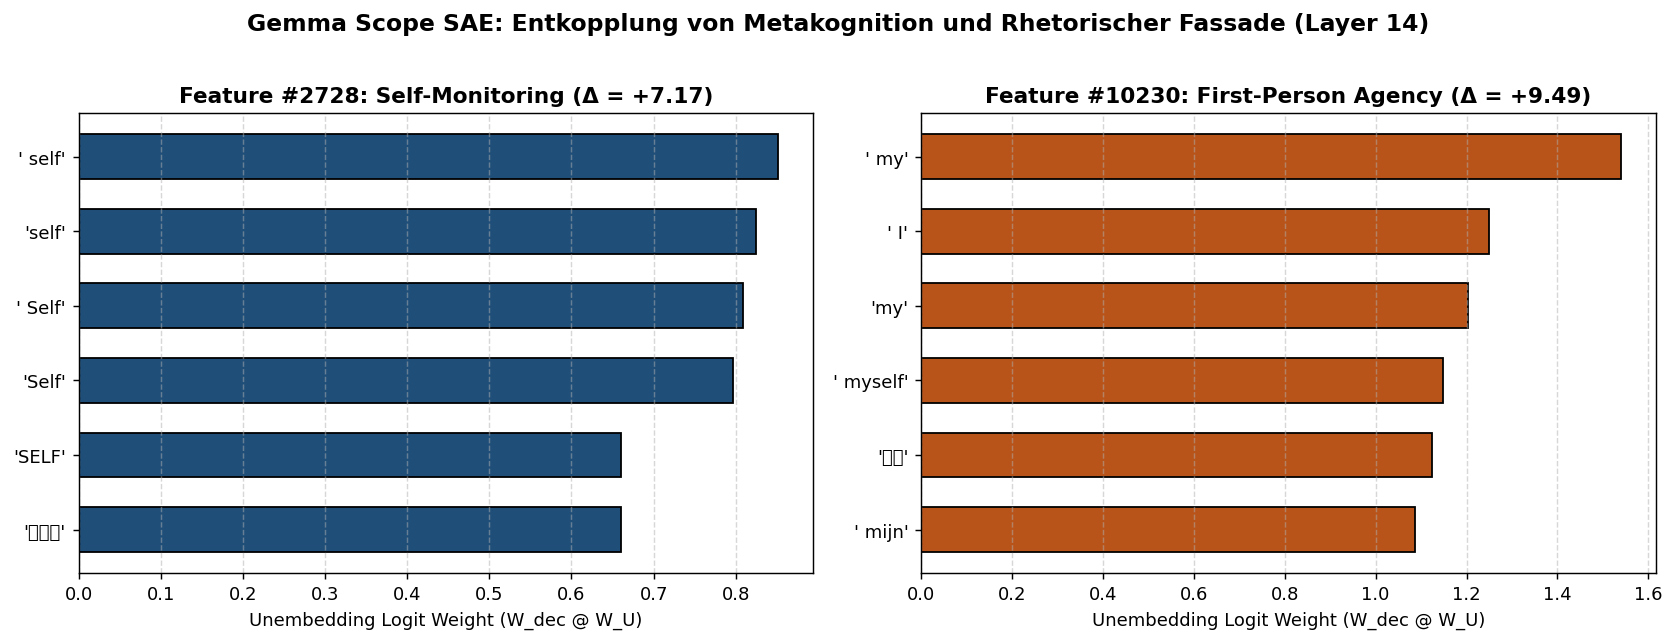 Gemma Scope SAE: Entkopplung von Metakognition und Rhetorischer Fassade (Layer 14)
Feature #2728: Self-Monitoring (Δ = +7.17)
' self'
'self'
' Self'
'Self'
'SELF'
0.0 0.1 0.2 0.3 0.4 0.5 0.6 0.7 0.8
Unembedding Logit Weight (W_dec @ W_U)
Feature #10230: First-Person Agency (Δ = +9.49)
' my'
' I'
'my'
' myself'
' mijn'
0.0 0.2 0.4 0.6 0.8 1.0 1.2 1.4 1.6
Unembedding Logit Weight (W_dec @ W_U)